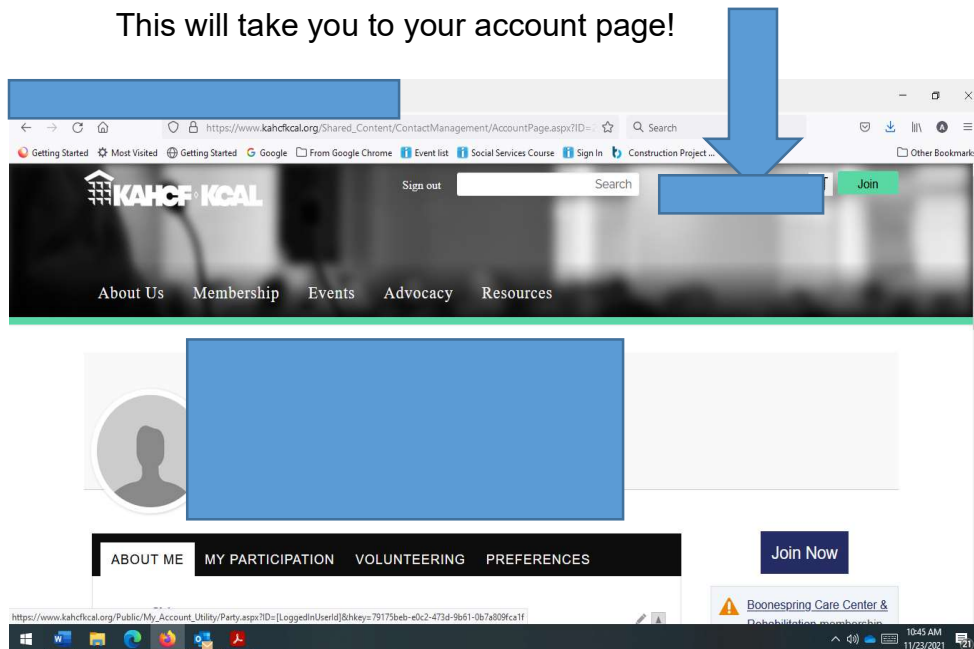 This will take you to your account page!
https://www.kahcfkcal.org/Shared_Content/ContactManagement/AccountPage.aspx?ID=
Search
Getting Started Most Visited Getting Started Google From Google Chrome Event list Social Services Course Sign In Construction Project ... Other Bookmarks
KAHCF KCAL
Sign out Search Join
About Us Membership Events Advocacy Resources
ABOUT ME MY PARTICIPATION VOLUNTEERING PREFERENCES
Join Now
Boonespring Care Center &
Rehabilitation membership
https://www.kahcfkcal.org/Public/My_Account_Utility/Party.aspx?ID=[LoggedInUserId]&hkey=79175beb-e0c2-473d-9b61-0b7a809fca1f
10:45 AM
11/23/2021
21